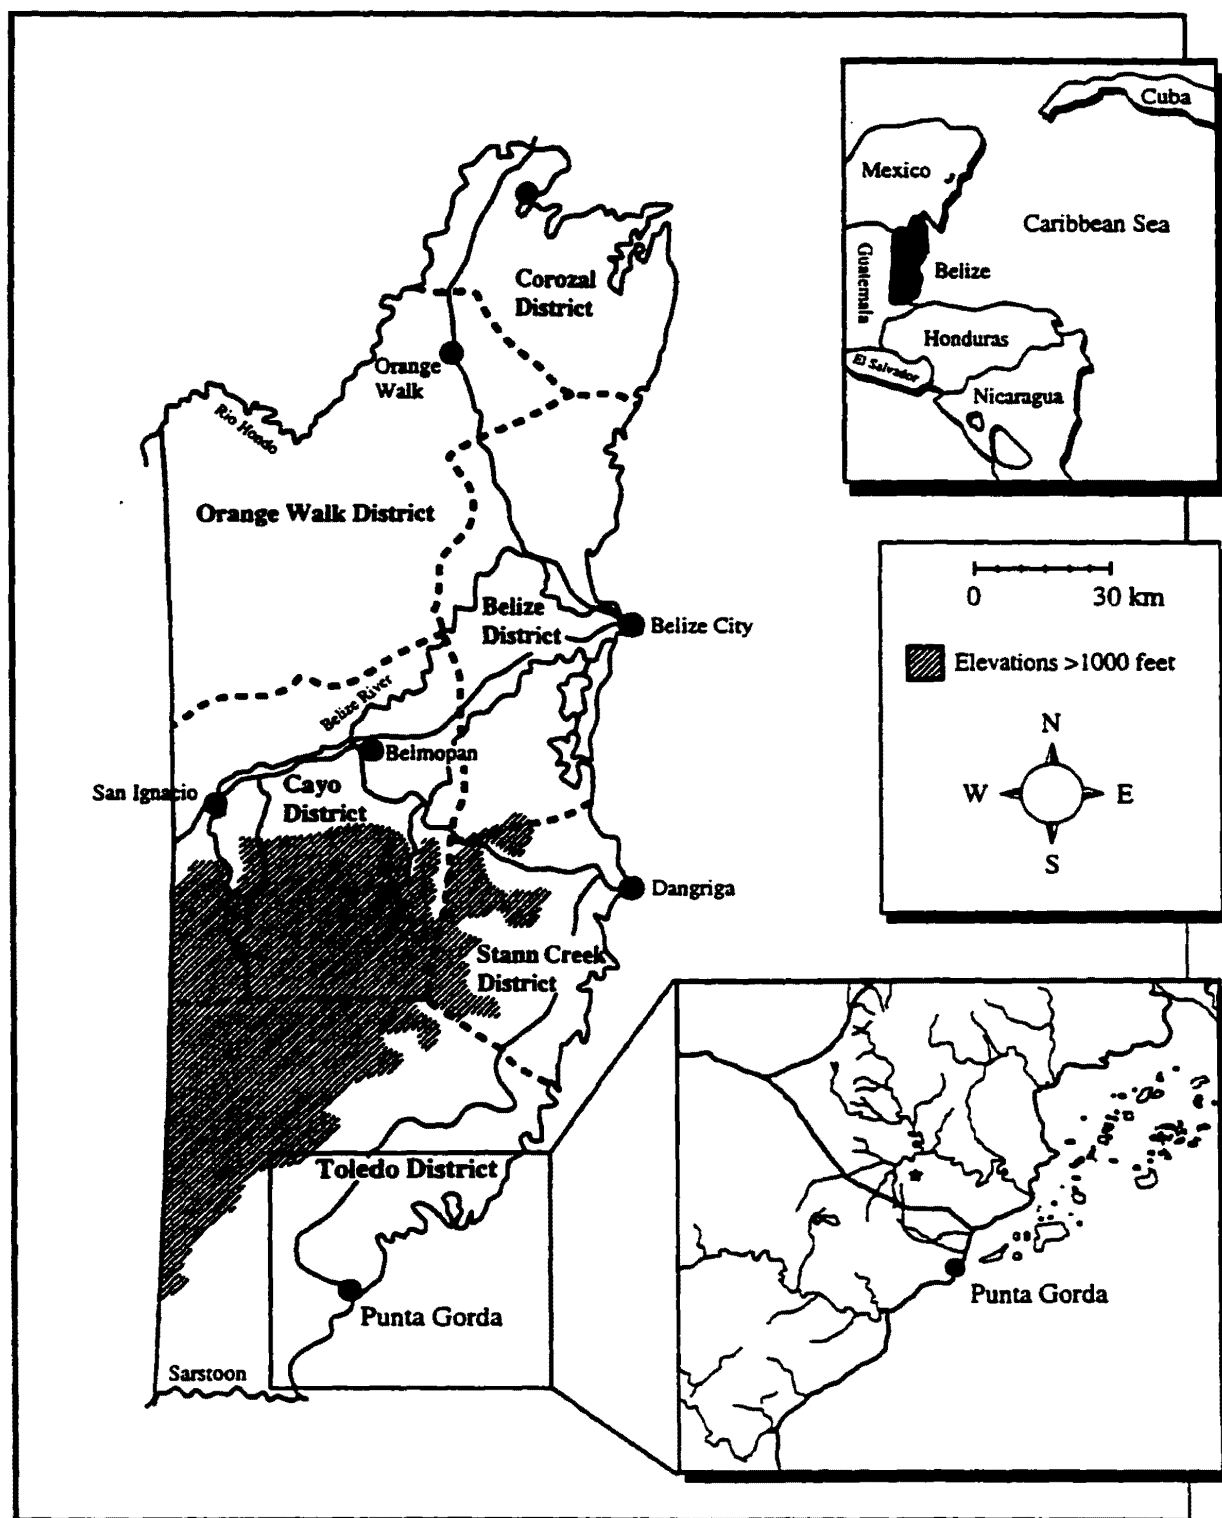 Cuba
Mexico
Caribbean Sea
Guatemala
Belize
Honduras
El Salvador
Nicaragua
Corozal
District
Orange
Walk
Rio Hondo
Orange Walk District
0 30 km
Elevations >1000 feet
N
W E
S
Belize
District
Belize City
Belize River
Belmopan
San Ignacio
Cayo
District
Dangriga
Stann Creek
District
Toledo District
Punta Gorda
Sarstoon
Punta Gorda